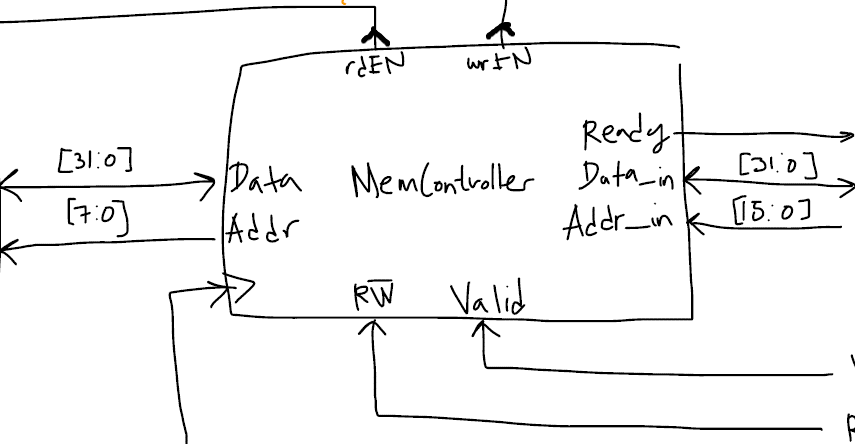 rdEN wrEN
Ready
[31:0] Data MemController Data_in [31:0]
[7:0] Addr Addr_in [15:0]
RW̅ Valid